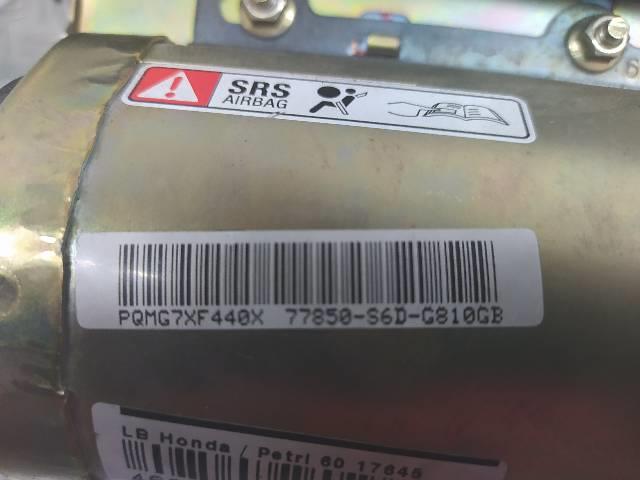 SRS
AIRBAG
PQMG7XF440X 77850-S6D-G810GB
LB Honda / Petri 60 17645